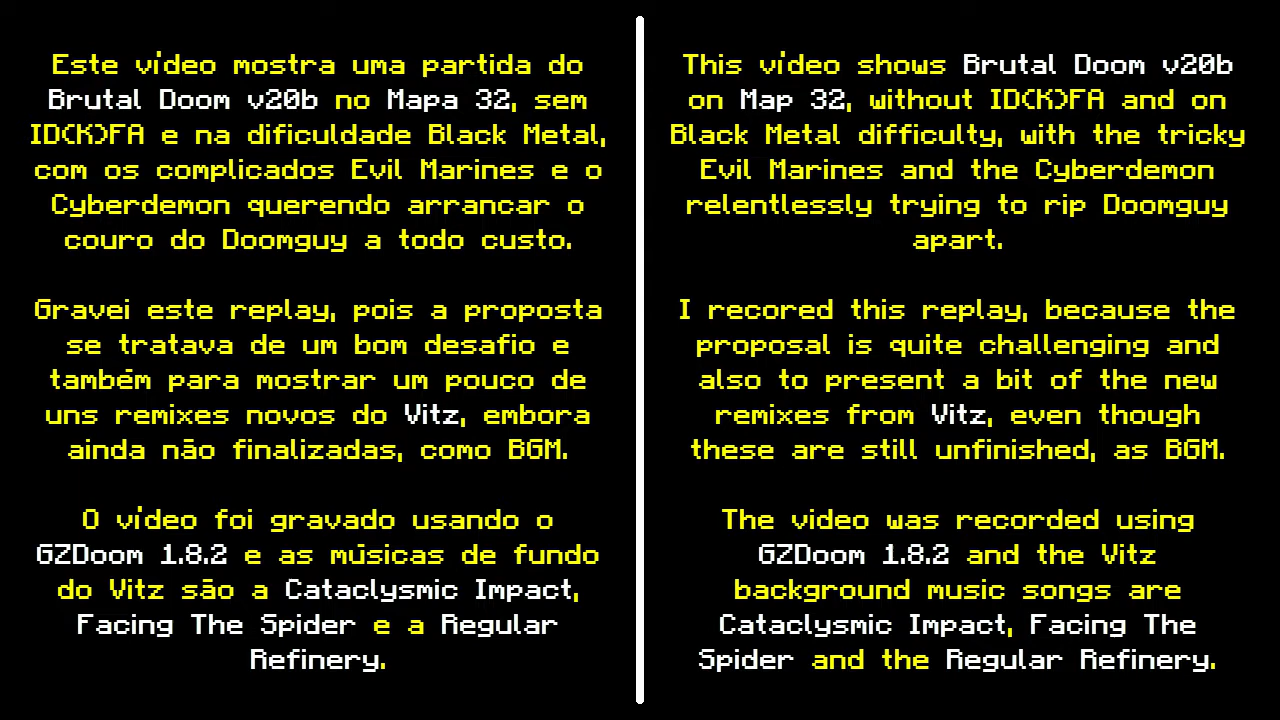 Este vídeo mostra uma partida do
Brutal Doom v20b no Mapa 32, sem
ID(K)FA e na dificuldade Black Metal,
com os complicados Evil Marines e o
Cyberdemon querendo arrancar o
couro do Doomguy a todo custo.
Gravei este replay, pois a proposta
se tratava de um bom desafio e
também para mostrar um pouco de
uns remixes novos do Vitz, embora
ainda não finalizadas, como BGM.
O vídeo foi gravado usando o
GZDoom 1.8.2 e as músicas de fundo
do Vitz são a Cataclysmic Impact,
Facing The Spider e a Regular
Refinery.
This vídeo shows Brutal Doom v20b
on Map 32, without ID(K)FA and on
Black Metal difficulty, with the tricky
Evil Marines and the Cyberdemon
relentlessly trying to rip Doomguy
apart.
I recored this replay, because the
proposal is quite challenging and
also to present a bit of the new
remixes from Vitz, even though
these are still unfinished, as BGM.
The video was recorded using
GZDoom 1.8.2 and the Vitz
background music songs are
Cataclysmic Impact, Facing The
Spider and the Regular Refinery.